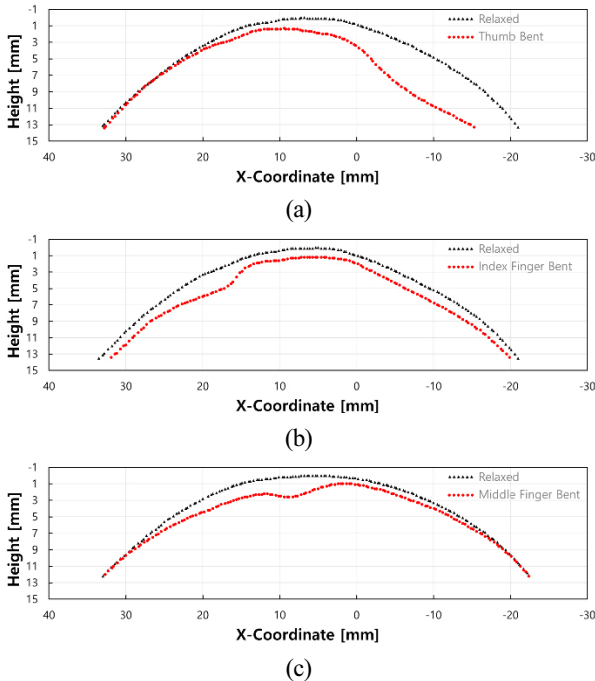 -1
1
3
5
7
9
11
13
15
Height [mm]
Relaxed
Thumb Bent
40 30 20 10 0 -10 -20 -30
X-Coordinate [mm]
(a)
-1
1
3
5
7
9
11
13
15
Height [mm]
Relaxed
Index Finger Bent
40 30 20 10 0 -10 -20 -30
X-Coordinate [mm]
(b)
-1
1
3
5
7
9
11
13
15
Height [mm]
Relaxed
Middle Finger Bent
40 30 20 10 0 -10 -20 -30
X-Coordinate [mm]
(c)